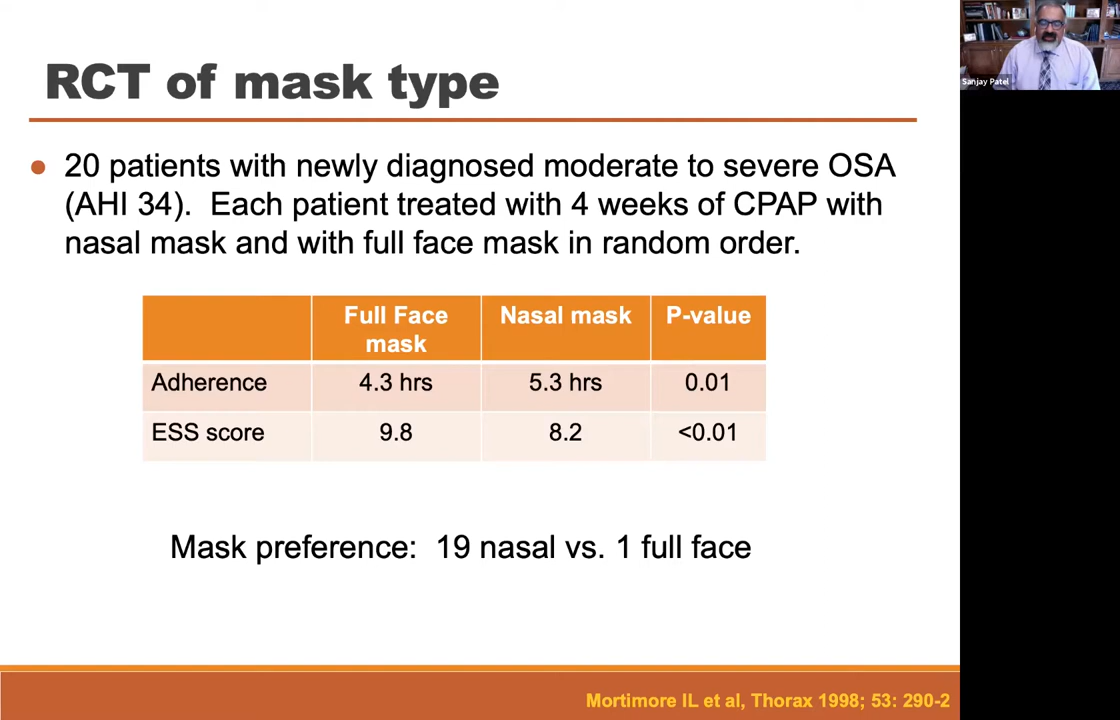 RCT of mask type
Sanjay Patel
• 20 patients with newly diagnosed moderate to severe OSA
(AHI 34).  Each patient treated with 4 weeks of CPAP with
nasal mask and with full face mask in random order.
Full Face mask Nasal mask P-value
Adherence 4.3 hrs 5.3 hrs 0.01
ESS score 9.8 8.2 <0.01
Mask preference:  19 nasal vs. 1 full face
Mortimore IL et al, Thorax 1998; 53: 290-2